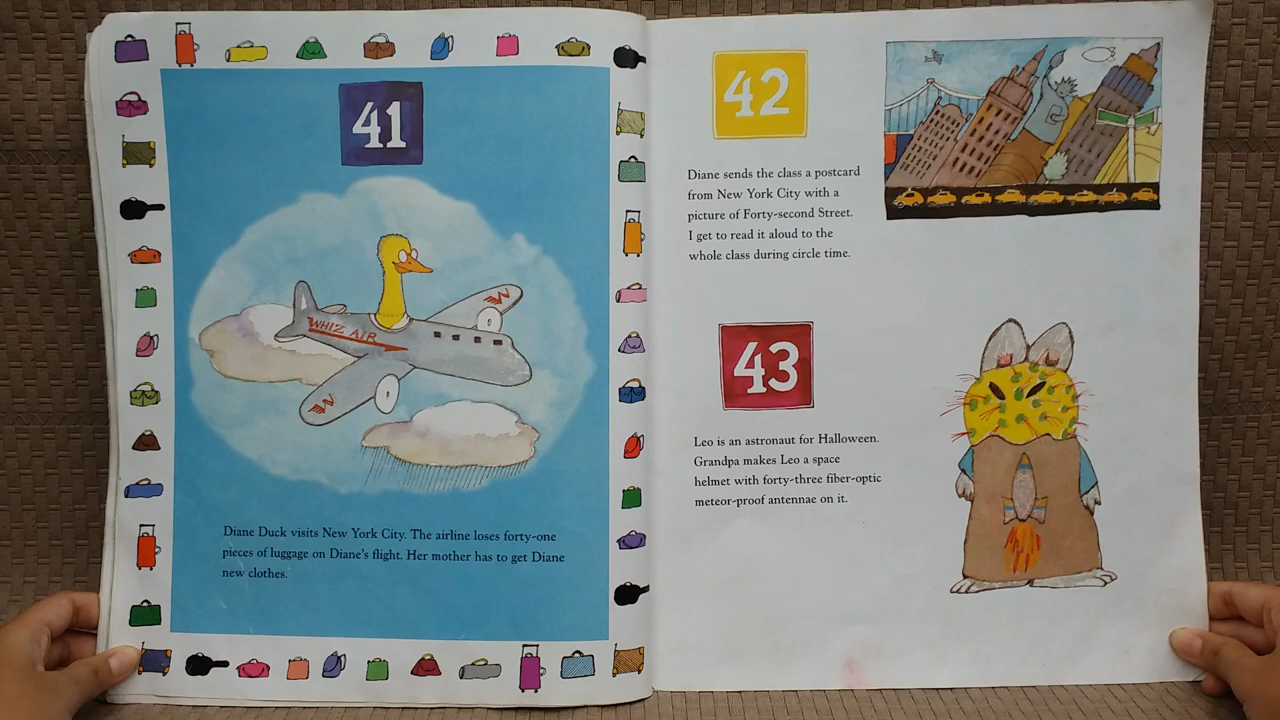 41
WHIZ AIR
W
W
Diane Duck visits New York City. The airline loses forty-one
pieces of luggage on Diane's flight. Her mother has to get Diane
new clothes.
42
Diane sends the class a postcard
from New York City with a
picture of Forty-second Street.
I get to read it aloud to the
whole class during circle time.
43
Leo is an astronaut for Halloween.
Grandpa makes Leo a space
helmet with forty-three fiber-optic
meteor-proof antennae on it.